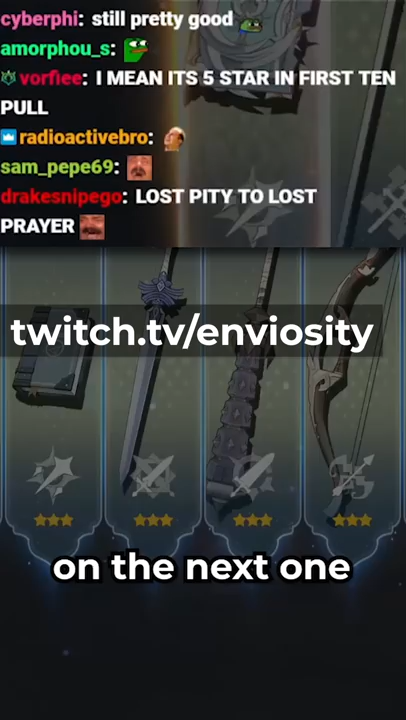 cyberphi: still pretty good
amorphou_s:
vorflee: I MEAN ITS 5 STAR IN FIRST TEN
PULL
radioactivebro:
sam_pepe69:
drakesnipego: LOST PITY TO LOST
PRAYER
twitch.tv/enviosity
on the next one